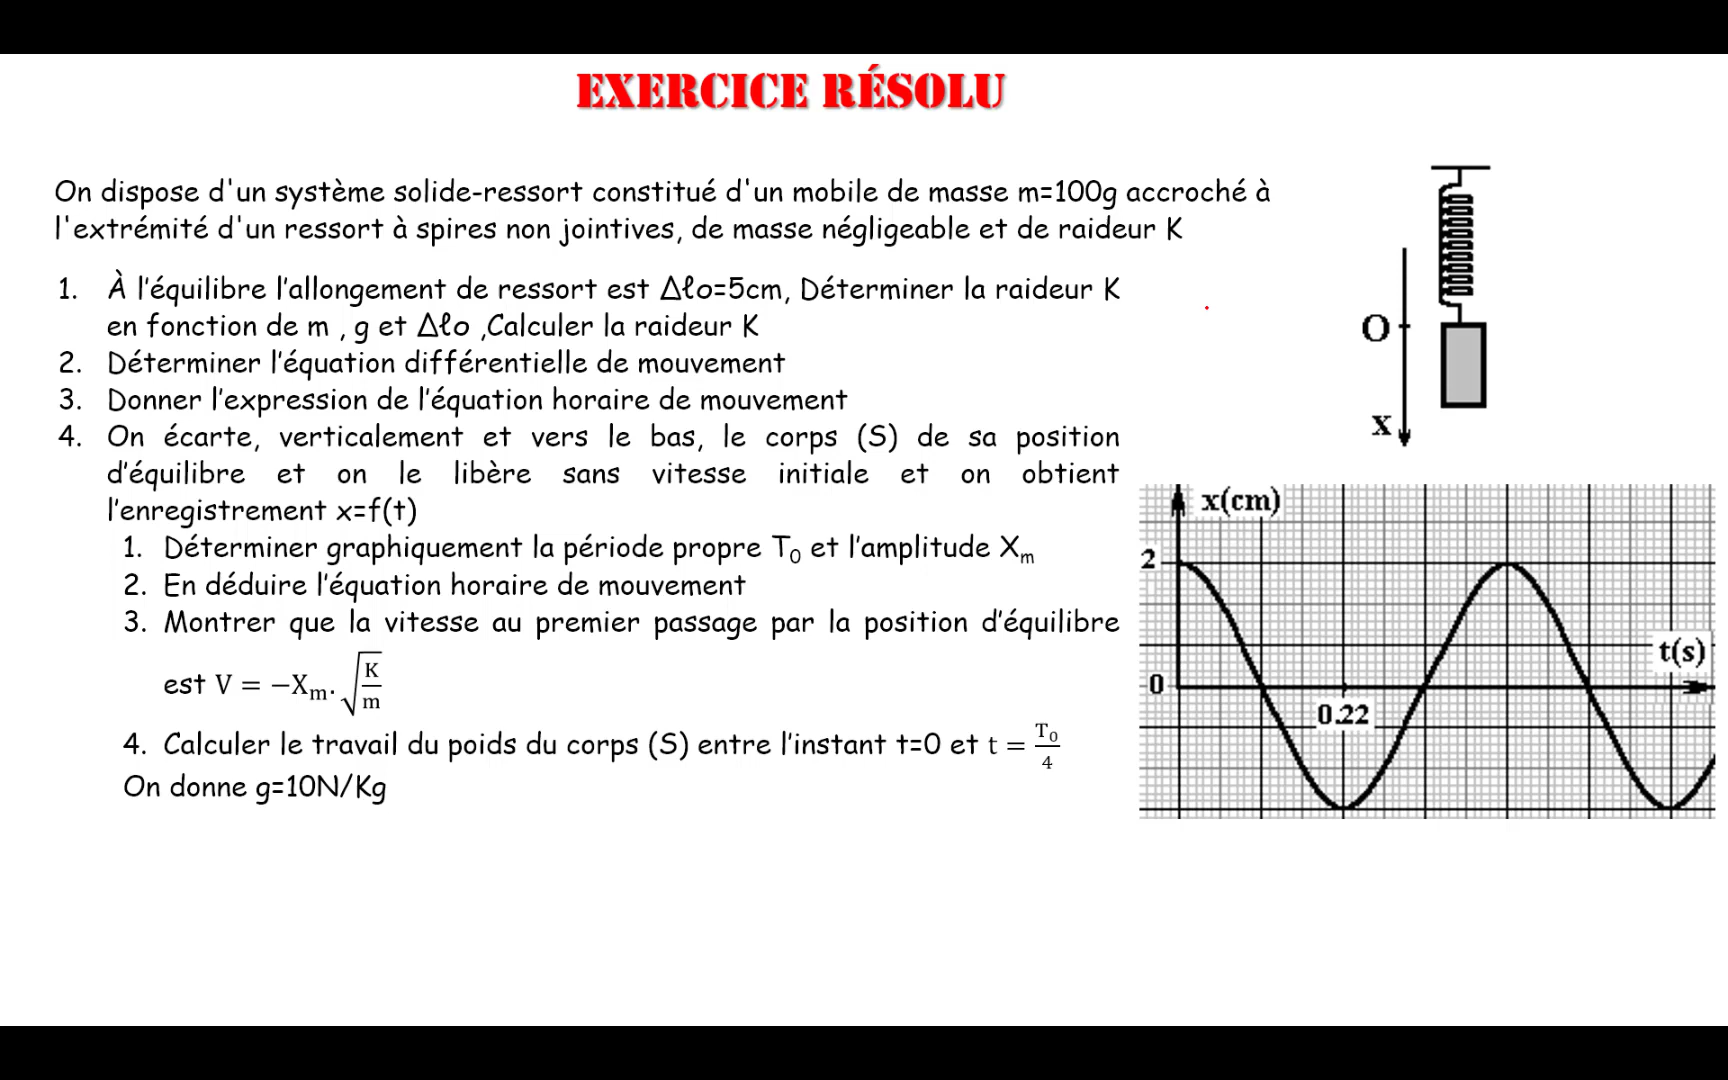 EXERCICE RÉSOLU
On dispose d'un système solide-ressort constitué d'un mobile de masse m=100g accroché à
l'extrémité d'un ressort à spires non jointives, de masse négligeable et de raideur K
1. À l'équilibre l'allongement de ressort est Δℓo=5cm, Déterminer la raideur K
en fonction de m , g et Δℓo ,Calculer la raideur K
2. Déterminer l'équation différentielle de mouvement
3. Donner l'expression de l'équation horaire de mouvement
4. On écarte, verticalement et vers le bas, le corps (S) de sa position
d'équilibre et on le libère sans vitesse initiale et on obtient
l'enregistrement x=f(t)
1. Déterminer graphiquement la période propre T₀ et l'amplitude Xₘ
2. En déduire l'équation horaire de mouvement
3. Montrer que la vitesse au premier passage par la position d'équilibre
est V = −Xₘ.√(K/m)
4. Calculer le travail du poids du corps (S) entre l'instant t=0 et t = T₀/4
On donne g=10N/Kg
O
x
x(cm)
2
t(s)
0
0.22